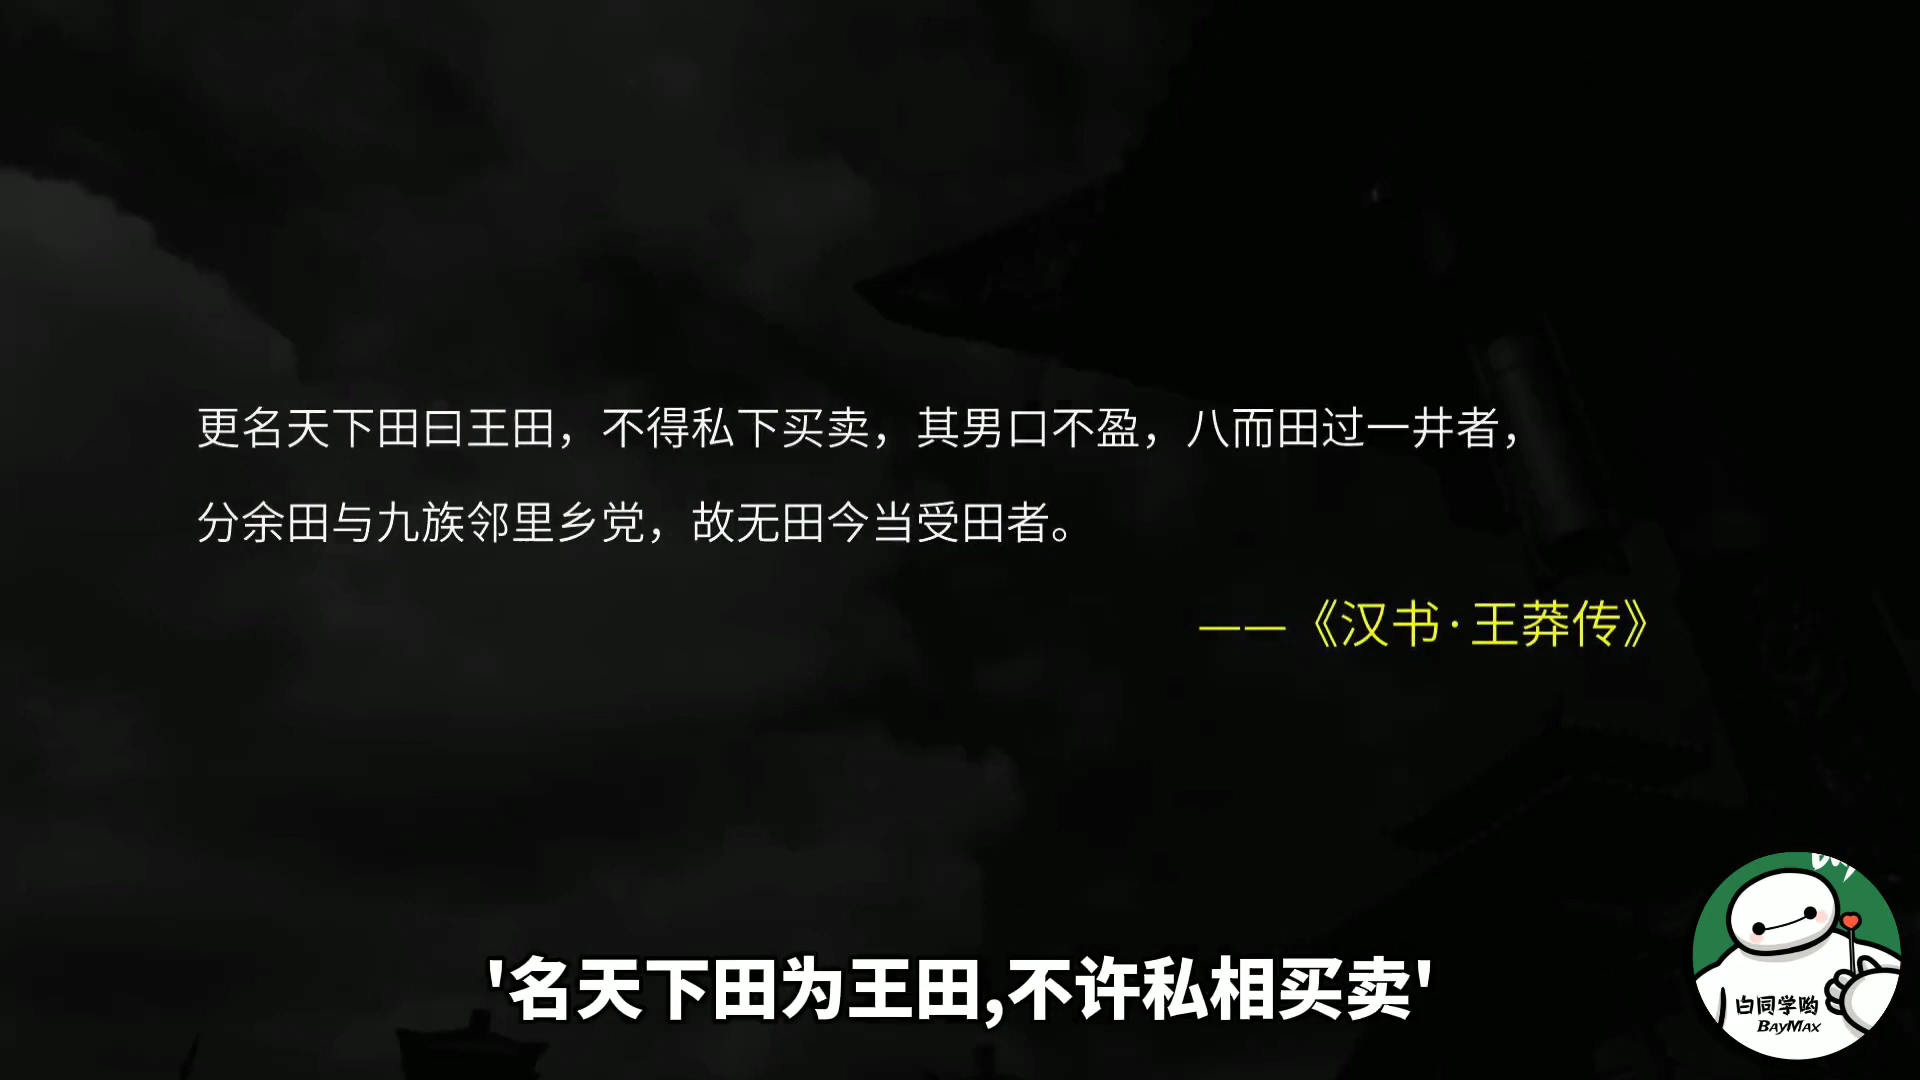 更名天下田曰王田，不得私下买卖，其男口不盈，八而田过一井者，
分余田与九族邻里乡党，故无田今当受田者。
——《汉书·王莽传》
'名天下田为王田,不许私相买卖'
白同学哟
BAYMAX